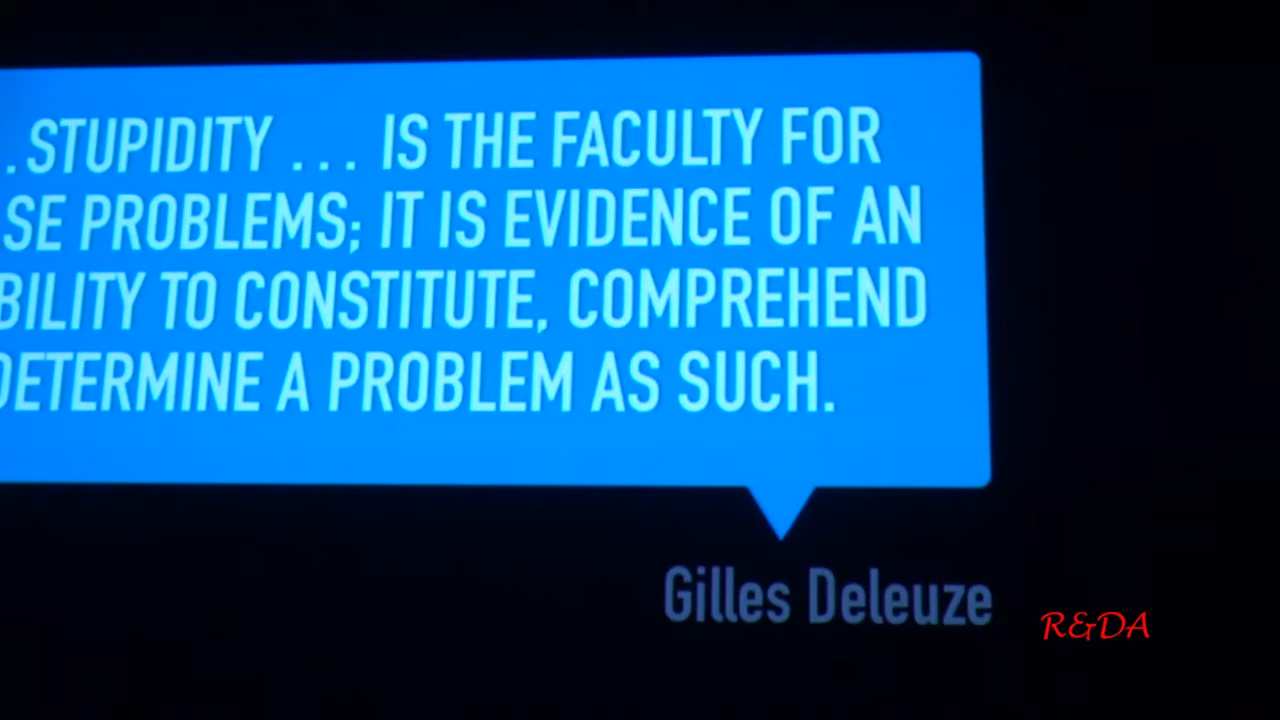 . STUPIDITY ... IS THE FACULTY FOR
SE PROBLEMS; IT IS EVIDENCE OF AN
BILITY TO CONSTITUTE, COMPREHEND
DETERMINE A PROBLEM AS SUCH.
Gilles Deleuze
R&DA